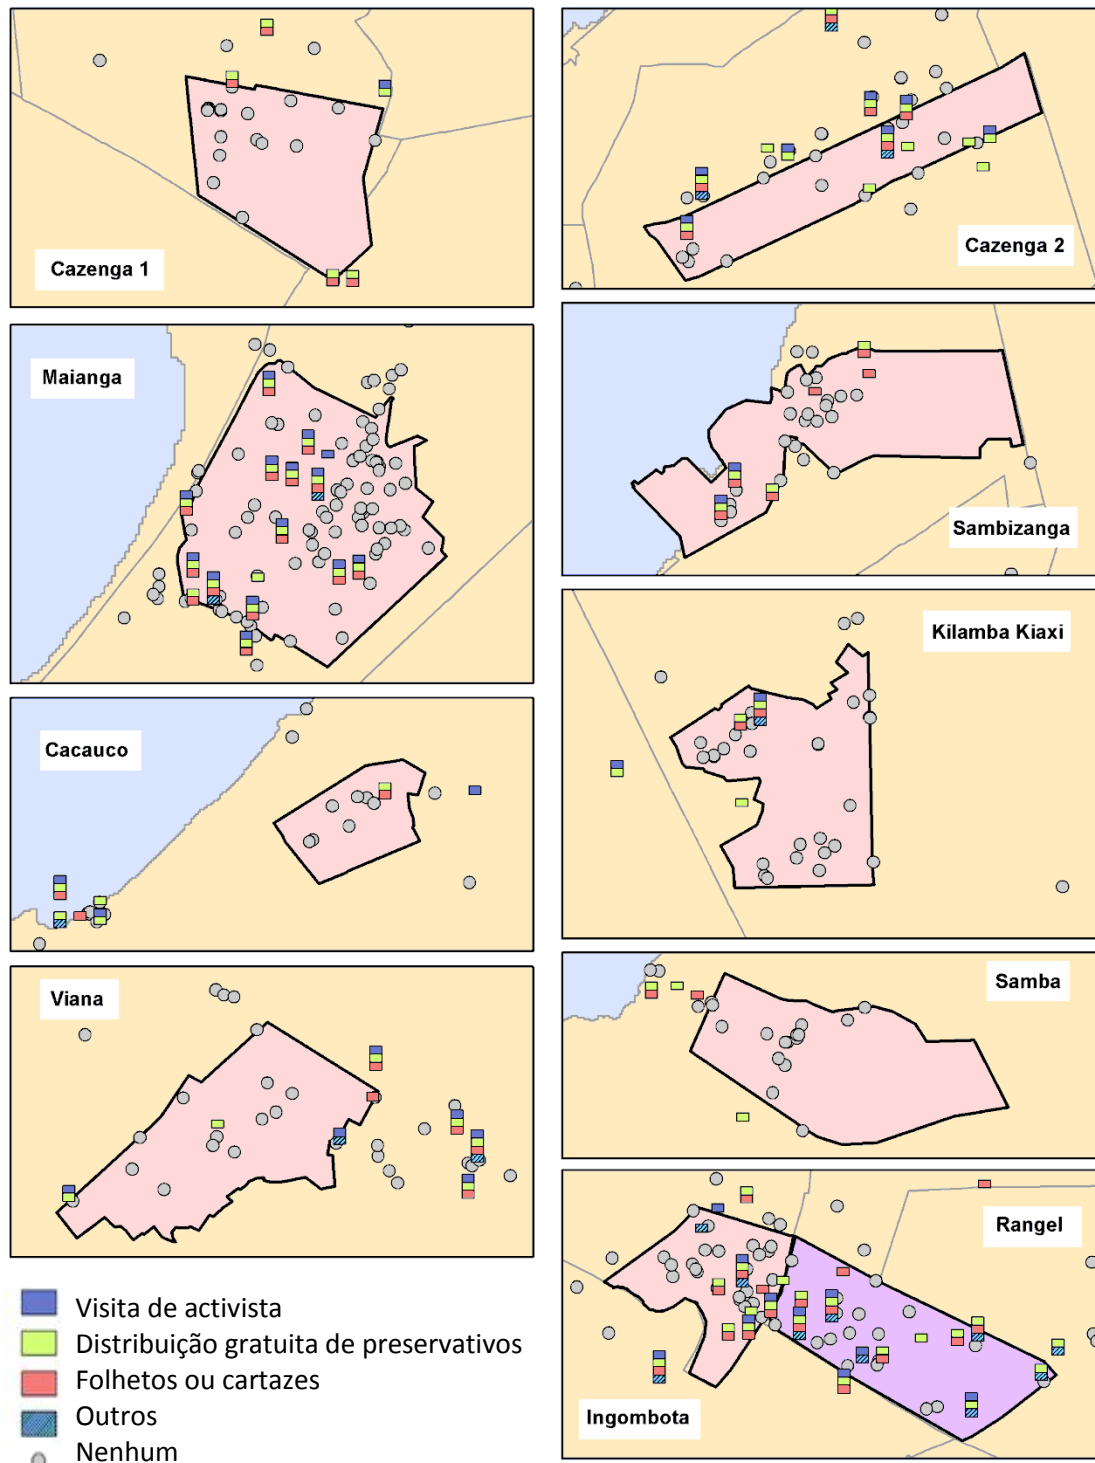 Cazenga 1
Cazenga 2
Maianga
Sambizanga
Kilamba Kiaxi
Cacauco
Viana
Samba
Rangel
Ingombota
Visita de activista
Distribuição gratuita de preservativos
Folhetos ou cartazes
Outros
Nenhum